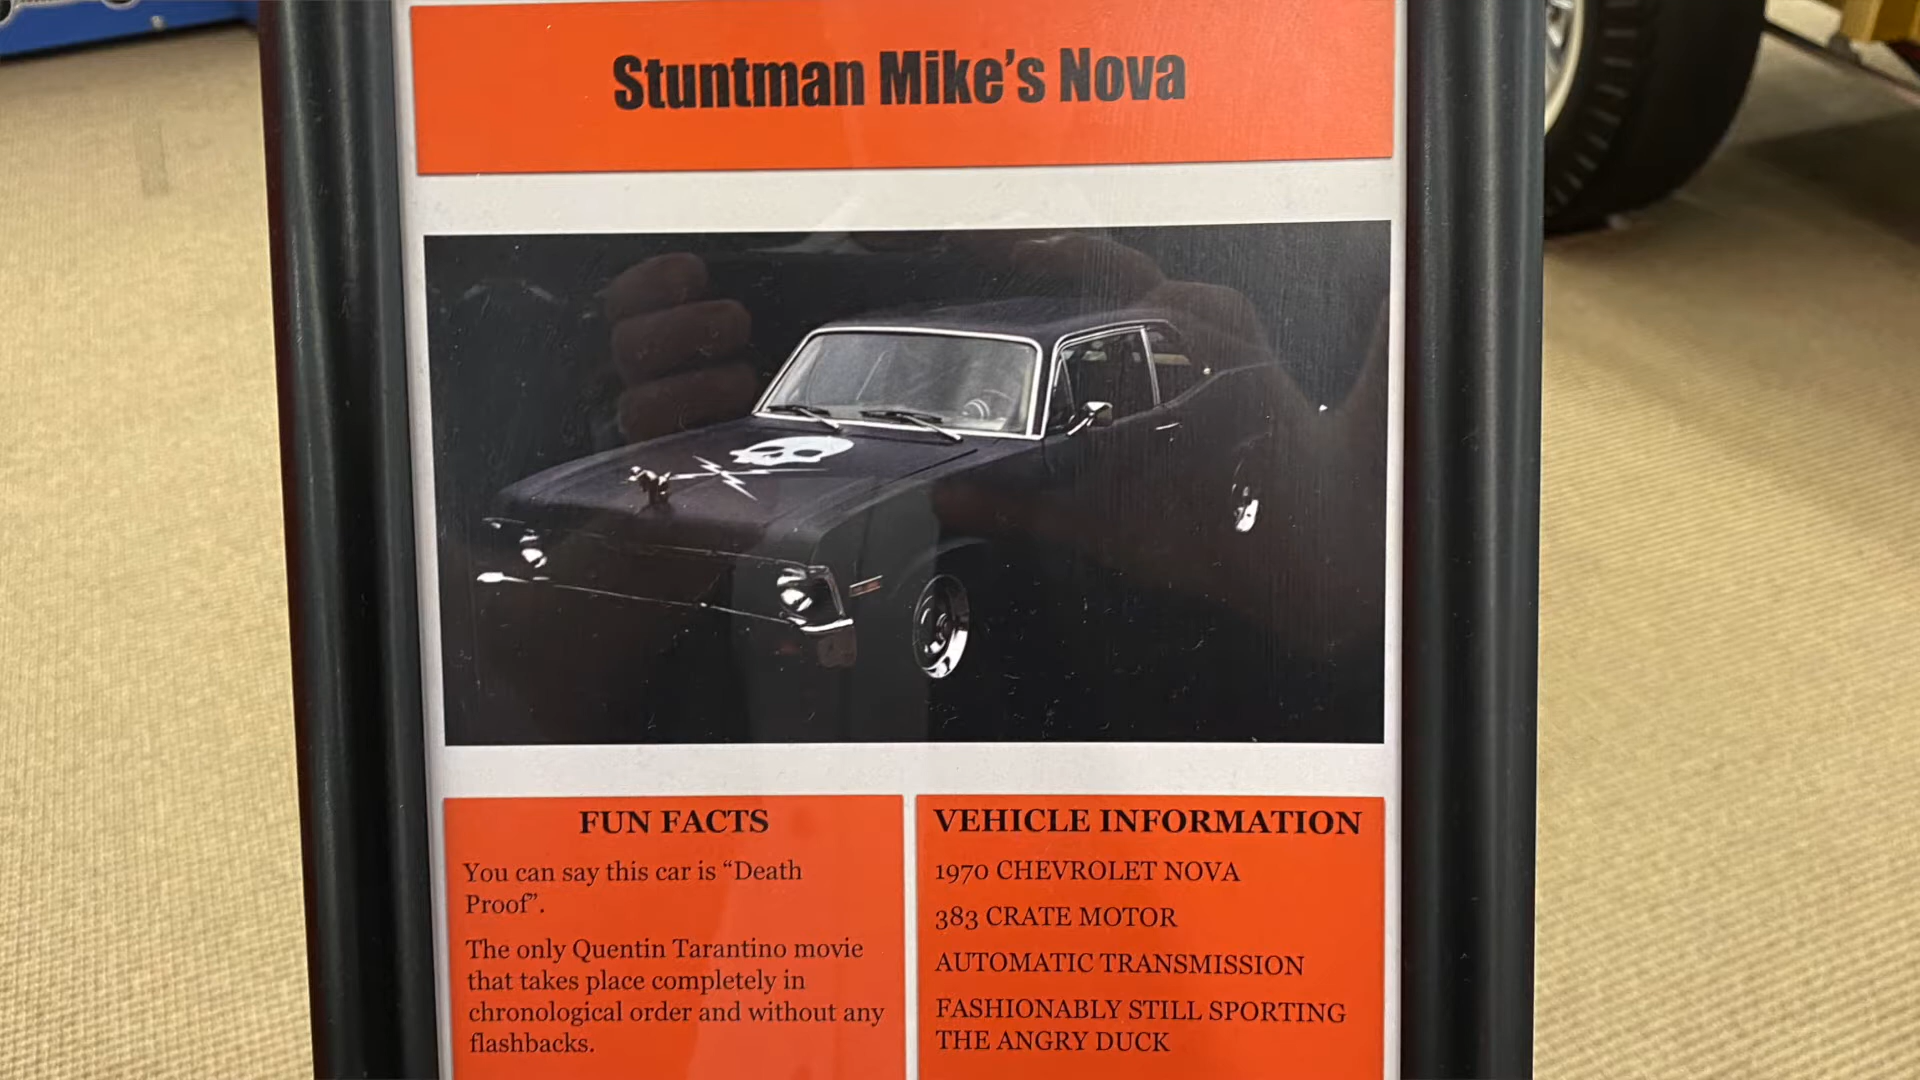 Stuntman Mike's Nova
FUN FACTS
You can say this car is “Death
Proof”.
The only Quentin Tarantino movie
that takes place completely in
chronological order and without any
flashbacks.
VEHICLE INFORMATION
1970 CHEVROLET NOVA
383 CRATE MOTOR
AUTOMATIC TRANSMISSION
FASHIONABLY STILL SPORTING
THE ANGRY DUCK